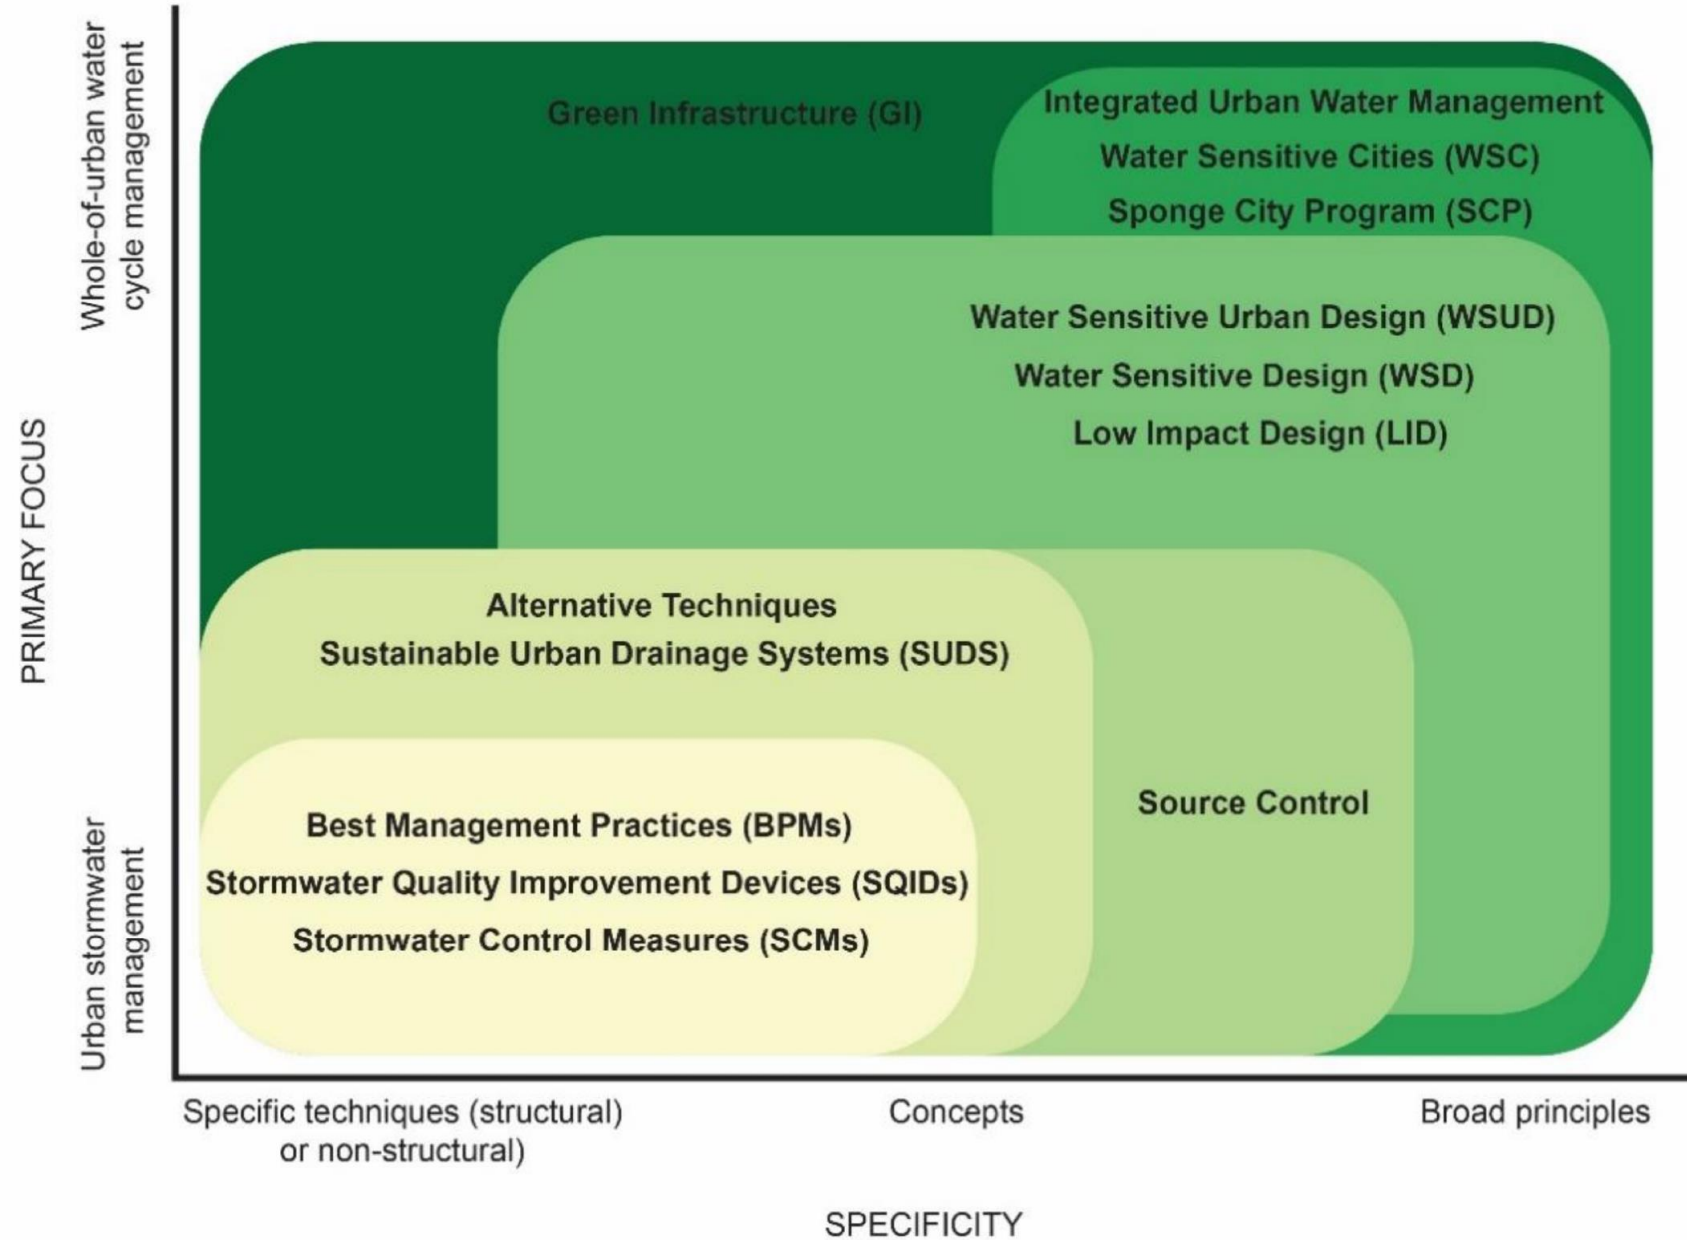 Whole-of-urban water
cycle management
PRIMARY FOCUS
Urban stormwater
management
Green Infrastructure (GI)
Integrated Urban Water Management
Water Sensitive Cities (WSC)
Sponge City Program (SCP)
Water Sensitive Urban Design (WSUD)
Water Sensitive Design (WSD)
Low Impact Design (LID)
Alternative Techniques
Sustainable Urban Drainage Systems (SUDS)
Source Control
Best Management Practices (BPMs)
Stormwater Quality Improvement Devices (SQIDs)
Stormwater Control Measures (SCMs)
Specific techniques (structural)
or non-structural)
Concepts
Broad principles
SPECIFICITY